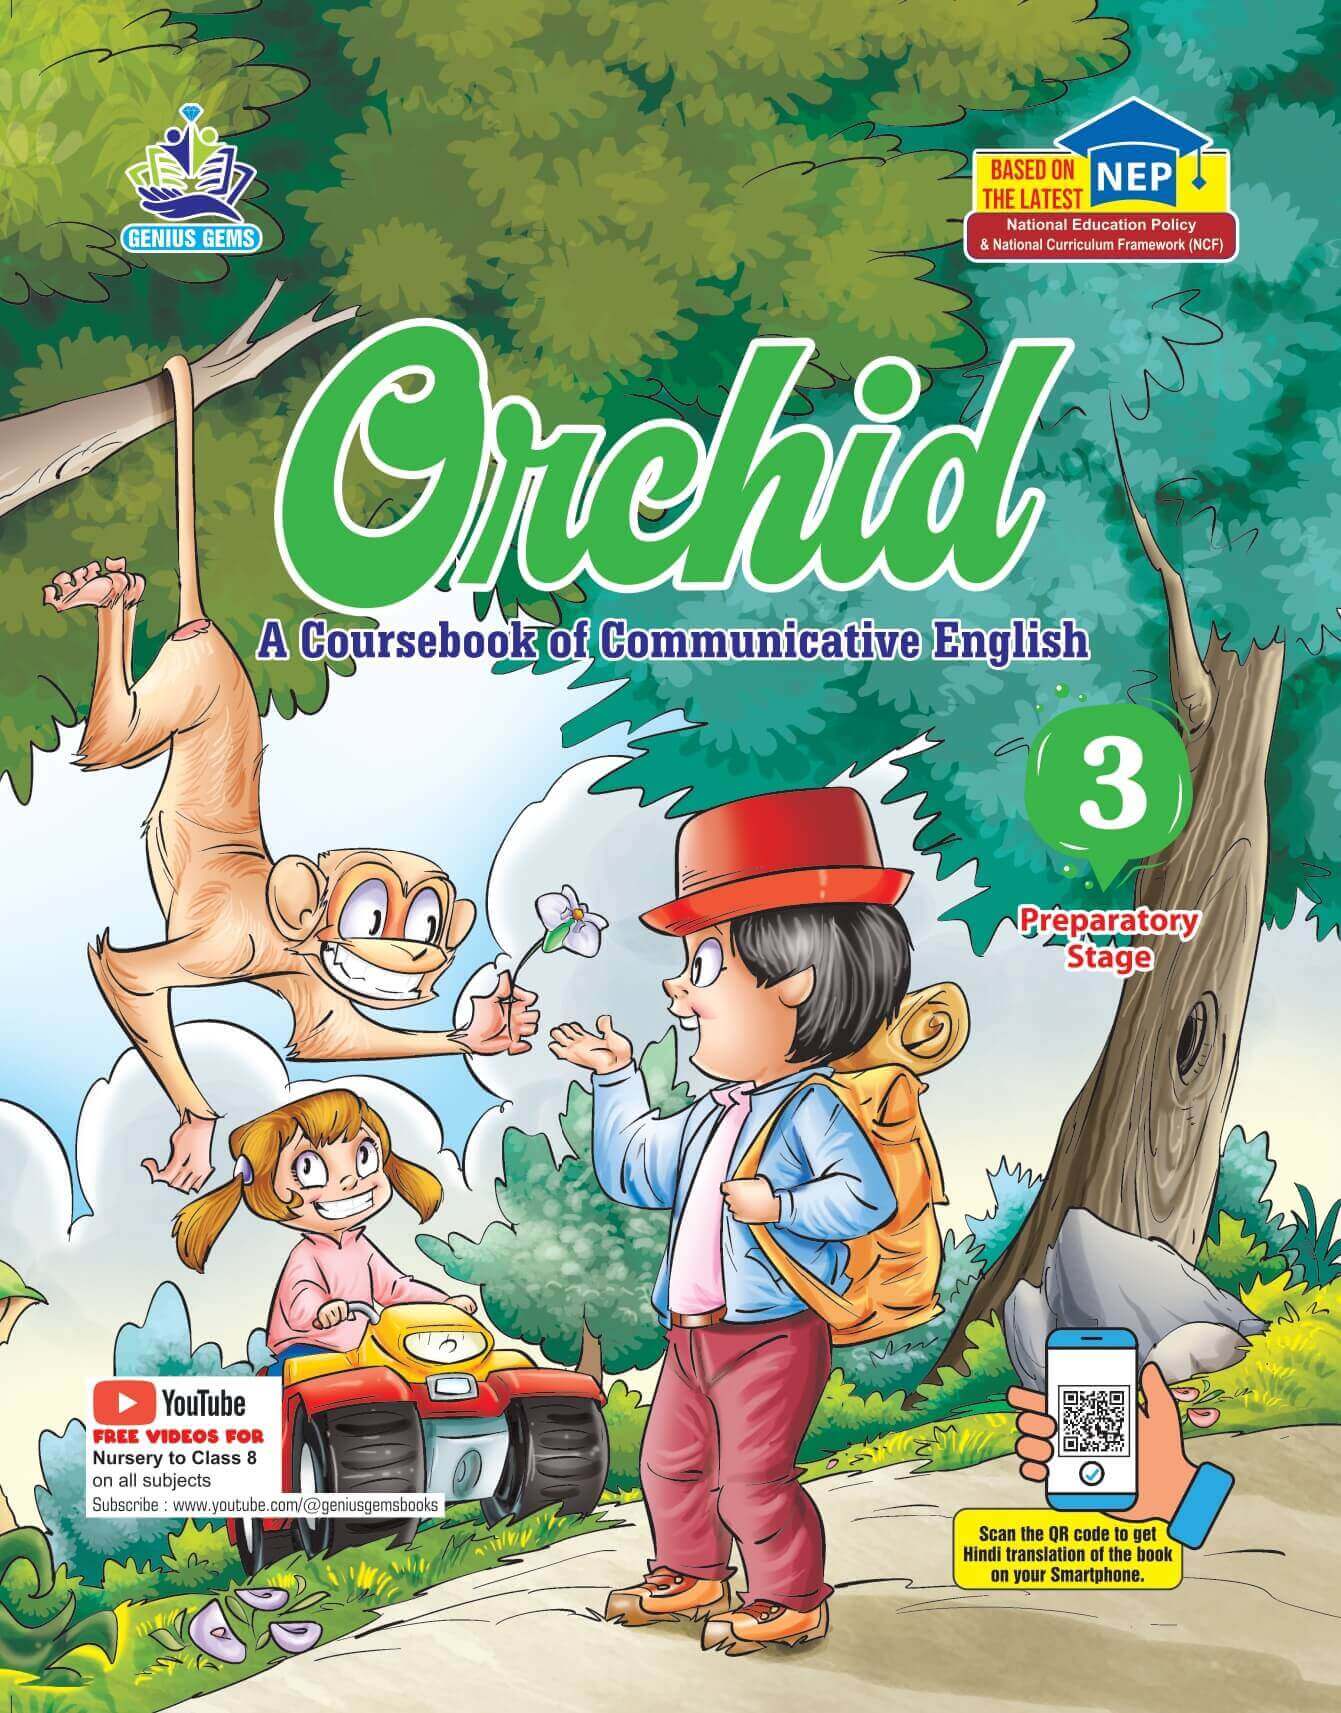 GENIUS GEMS
BASED ON
THE LATEST
NEP
National Education Policy
& National Curriculum Framework (NCF)
Orchid
A Coursebook of Communicative English
3
Preparatory
Stage
YouTube
FREE VIDEOS FOR
Nursery to Class 8
on all subjects
Subscribe : www.youtube.com/@geniusgemsbooks
Scan the QR code to get
Hindi translation of the book
on your Smartphone.